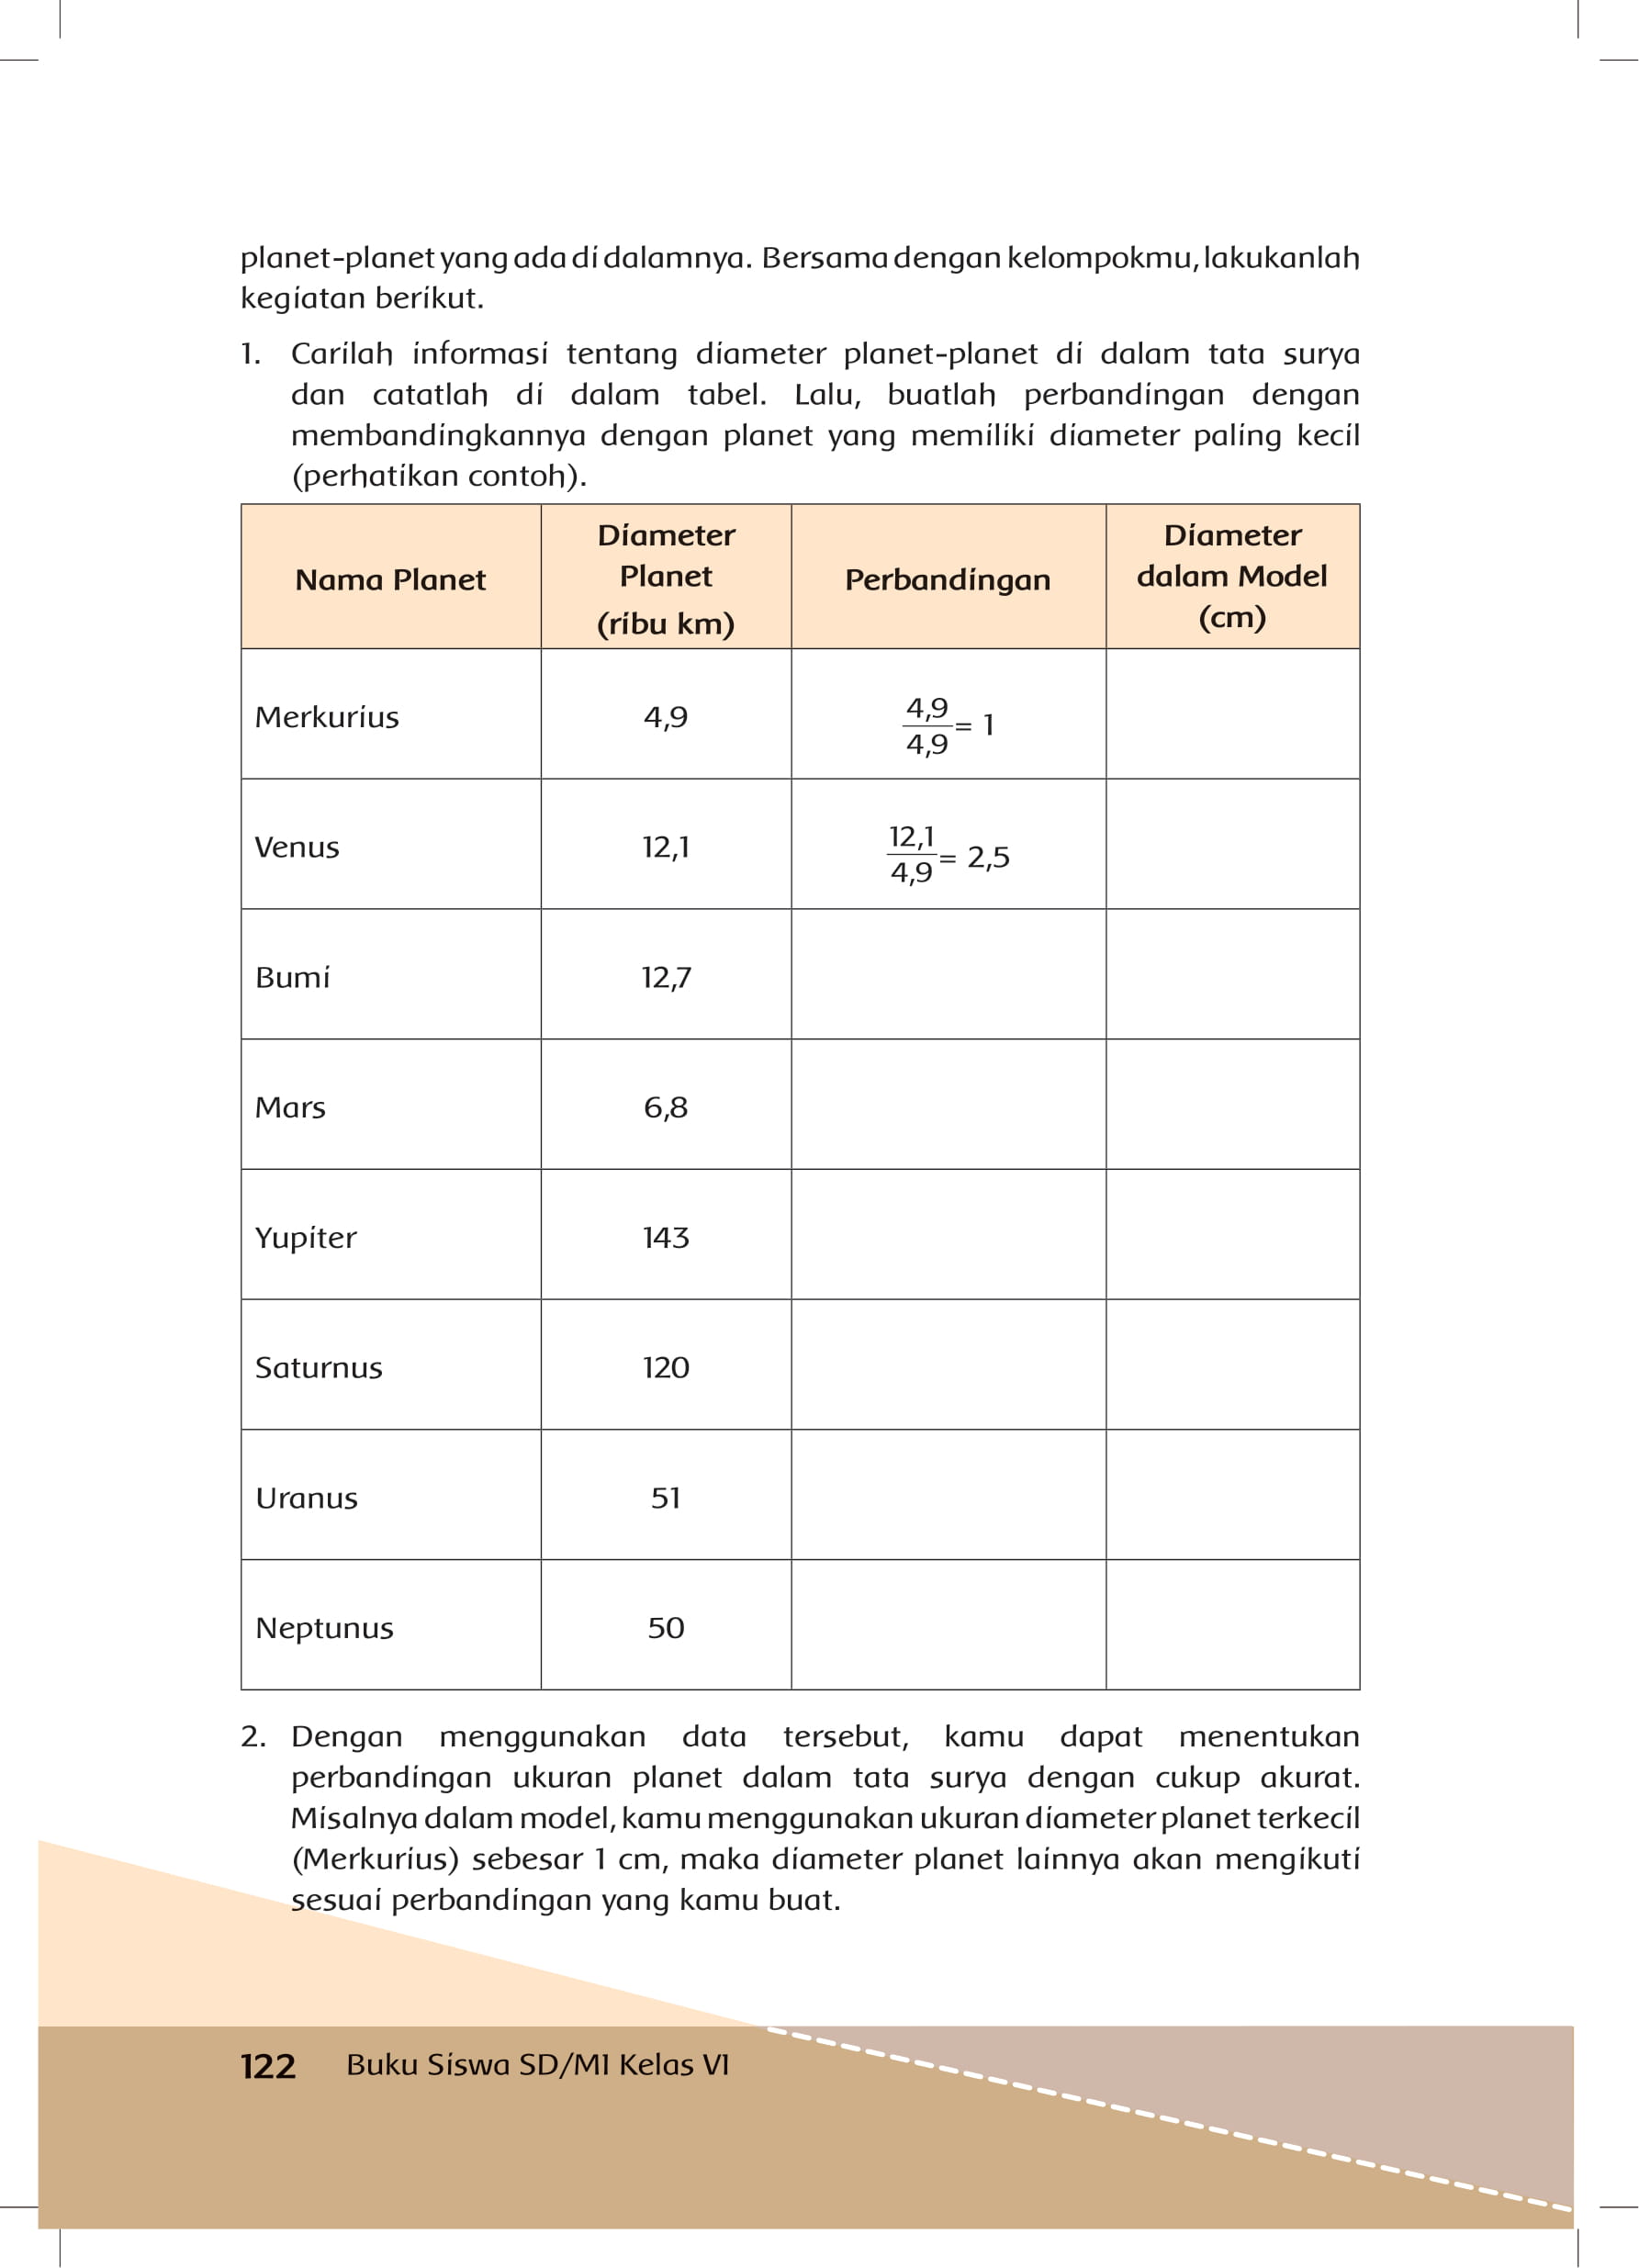 planet-planet yang ada di dalamnya. Bersama dengan kelompokmu, lakukanlah
kegiatan berikut.
1. Carilah informasi tentang diameter planet-planet di dalam tata surya
dan catatlah di dalam tabel. Lalu, buatlah perbandingan dengan
membandingkannya dengan planet yang memiliki diameter paling kecil
(perhatikan contoh).
Nama Planet
Diameter
Planet
(ribu km)
Perbandingan
Diameter
dalam Model
(cm)
Merkurius
4,9
4,9
4,9
= 1
Venus
12,1
12,1
4,9
= 2,5
Bumi
12,7
Mars
6,8
Yupiter
143
Saturnus
120
Uranus
51
Neptunus
50
2. Dengan menggunakan data tersebut, kamu dapat menentukan
perbandingan ukuran planet dalam tata surya dengan cukup akurat.
Misalnya dalam model, kamu menggunakan ukuran diameter planet terkecil
(Merkurius) sebesar 1 cm, maka diameter planet lainnya akan mengikuti
sesuai perbandingan yang kamu buat.
122 Buku Siswa SD/MI Kelas VI